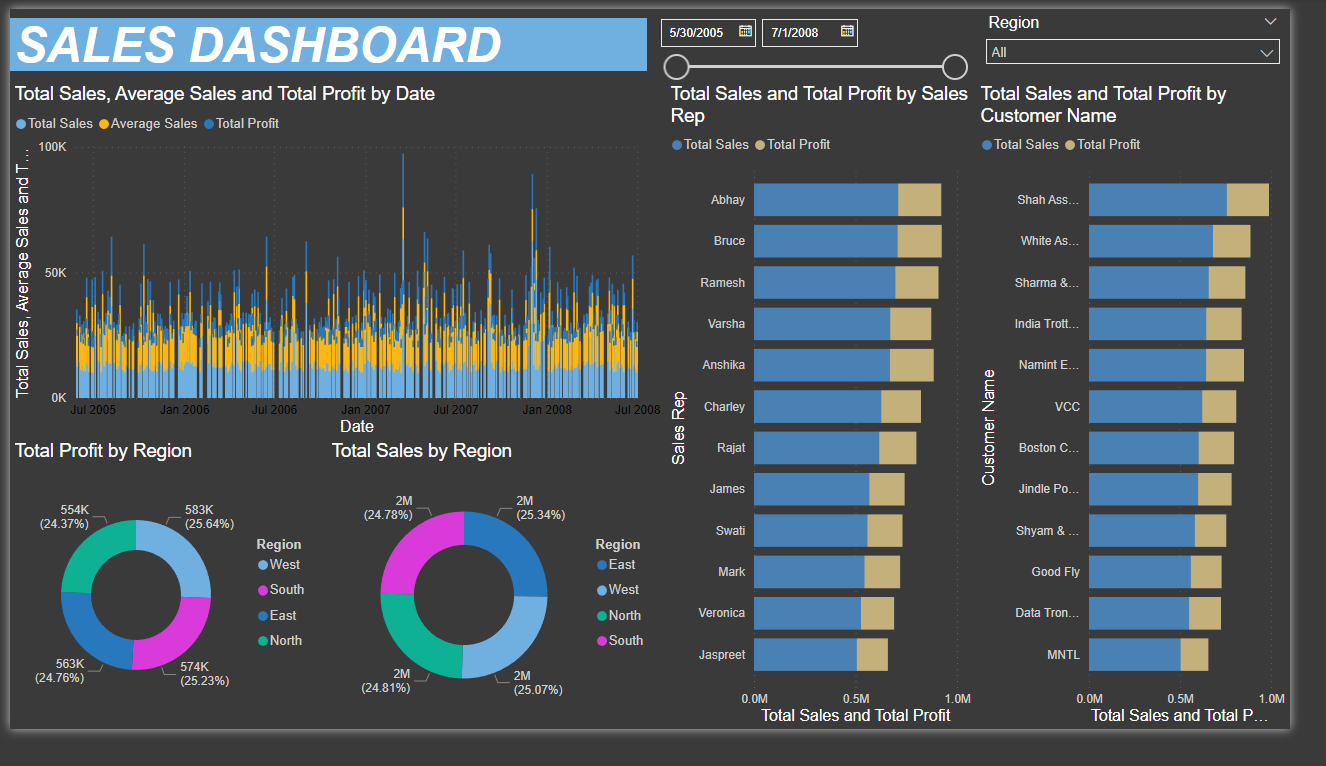 SALES DASHBOARD
5/30/2005
7/1/2008
Region
All
Total Sales, Average Sales and Total Profit by Date
Total Sales Average Sales Total Profit
Total Sales, Average Sales and T...
100K
50K
0K
Jul 2005 Jan 2006 Jul 2006 Jan 2007 Jul 2007 Jan 2008 Jul 2008
Date
Total Profit by Region
554K
(24.37%)
583K
(25.64%)
563K
(24.76%)
574K
(25.23%)
Region
West
South
East
North
Total Sales by Region
2M
(24.78%)
2M
(25.34%)
2M
(24.81%)
2M
(25.07%)
Region
East
West
North
South
Total Sales and Total Profit by Sales
Rep
Total Sales Total Profit
Sales Rep
Abhay
Bruce
Ramesh
Varsha
Anshika
Charley
Rajat
James
Swati
Mark
Veronica
Jaspreet
0.0M 0.5M 1.0M
Total Sales and Total Profit
Total Sales and Total Profit by
Customer Name
Total Sales Total Profit
Customer Name
Shah Ass...
White As...
Sharma &...
India Trott...
Namint E...
VCC
Boston C...
Jindle Po...
Shyam & ...
Good Fly
Data Tron...
MNTL
0.0M 0.5M 1.0M
Total Sales and Total P...